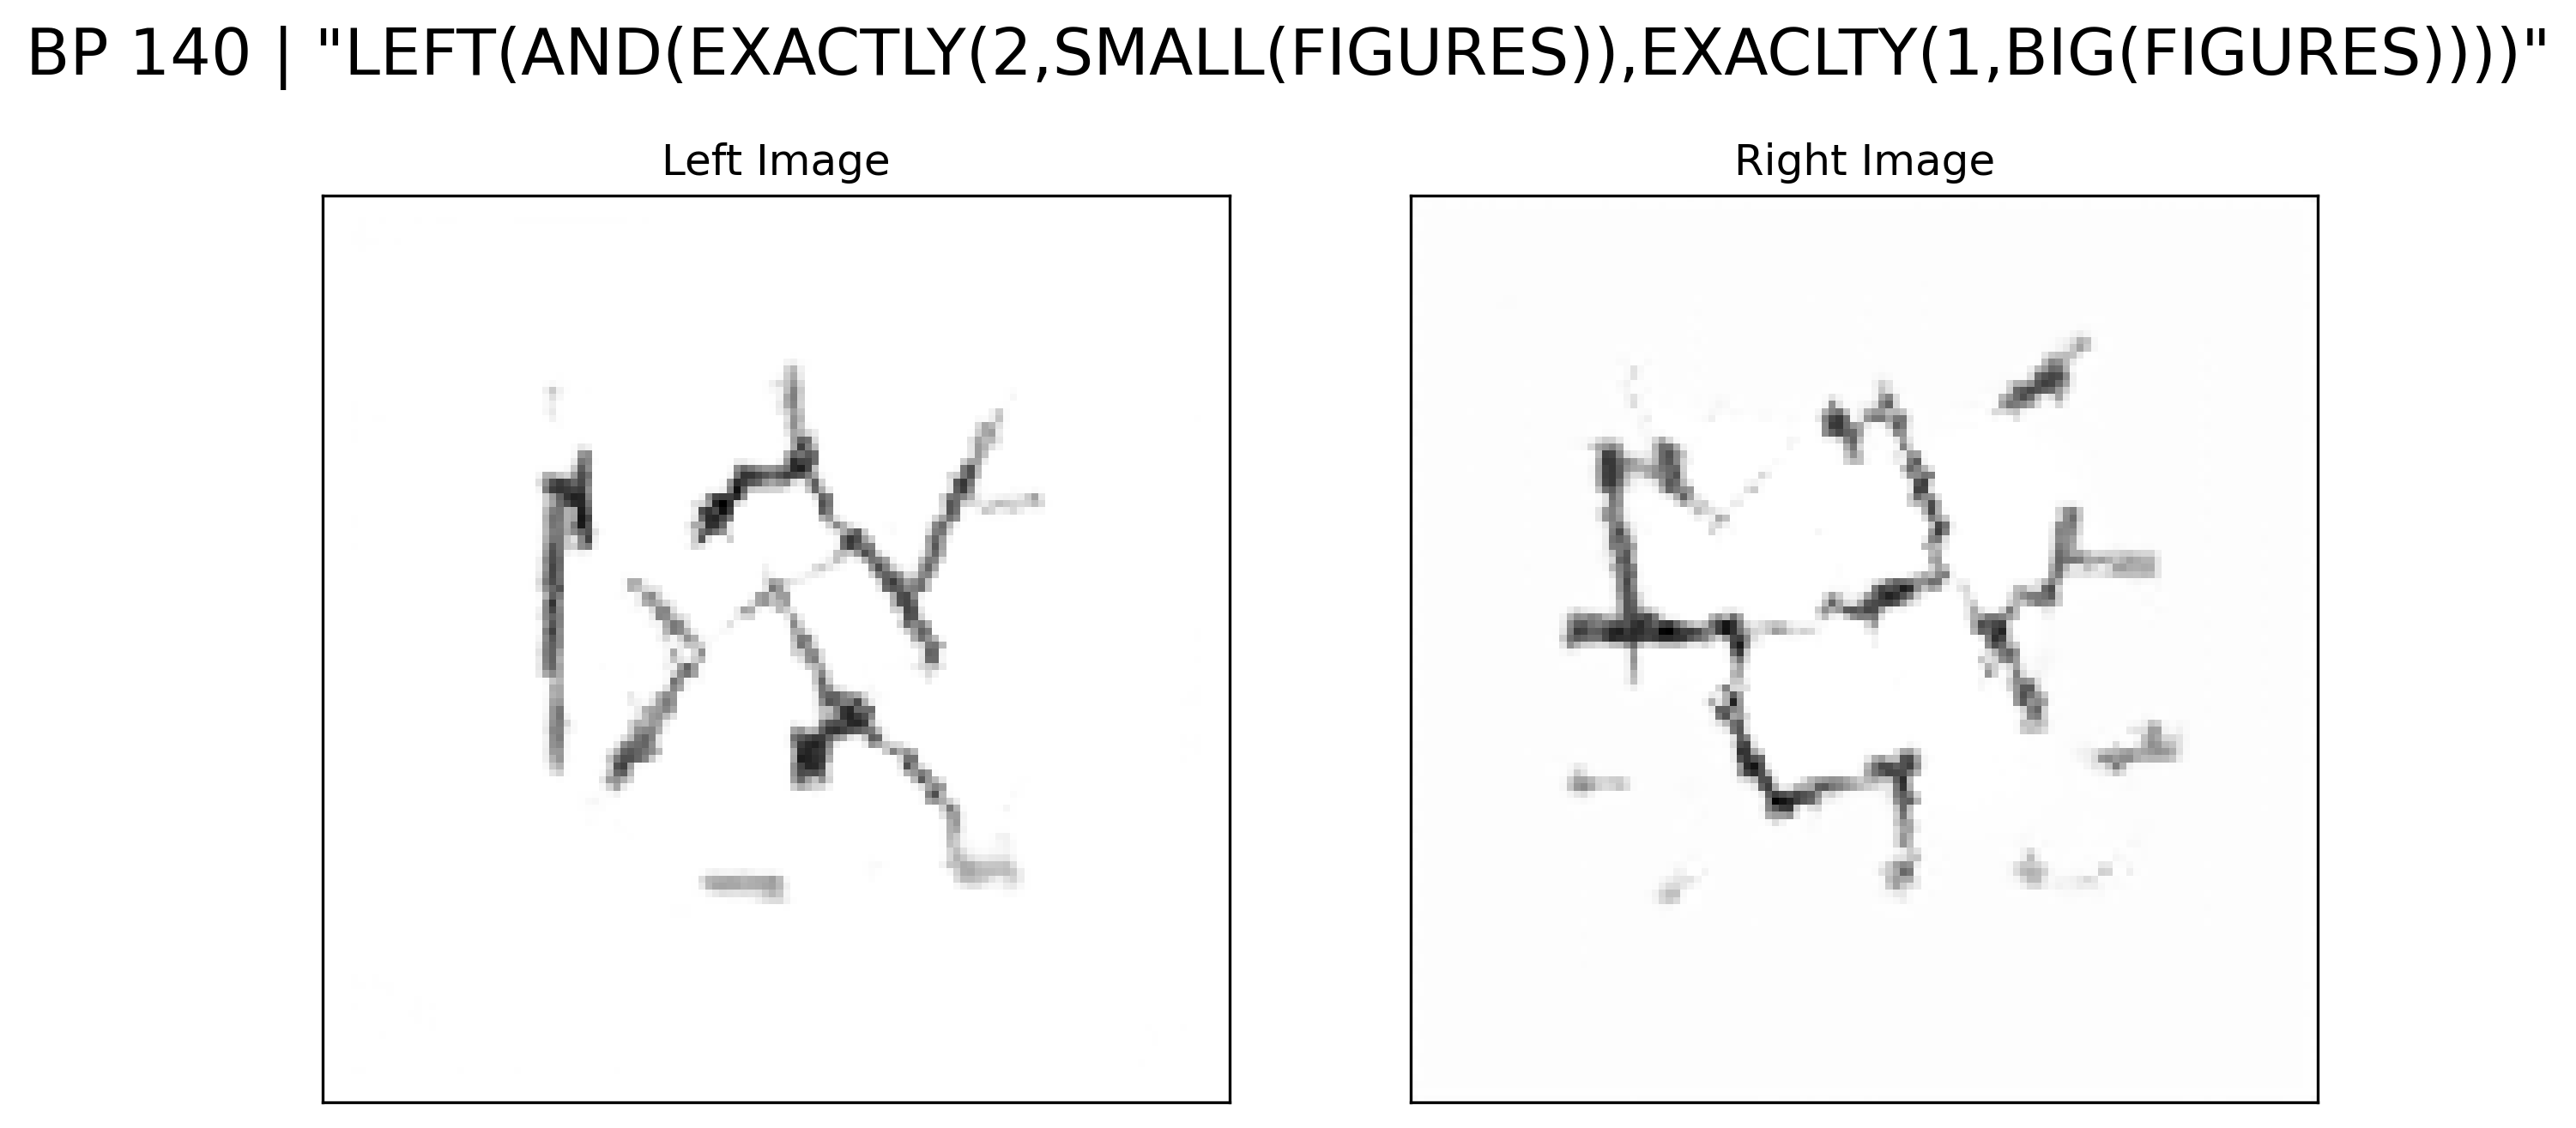 BP 140 | "LEFT(AND(EXACTLY(2,SMALL(FIGURES)),EXACLTY(1,BIG(FIGURES))))"
Left Image
Right Image